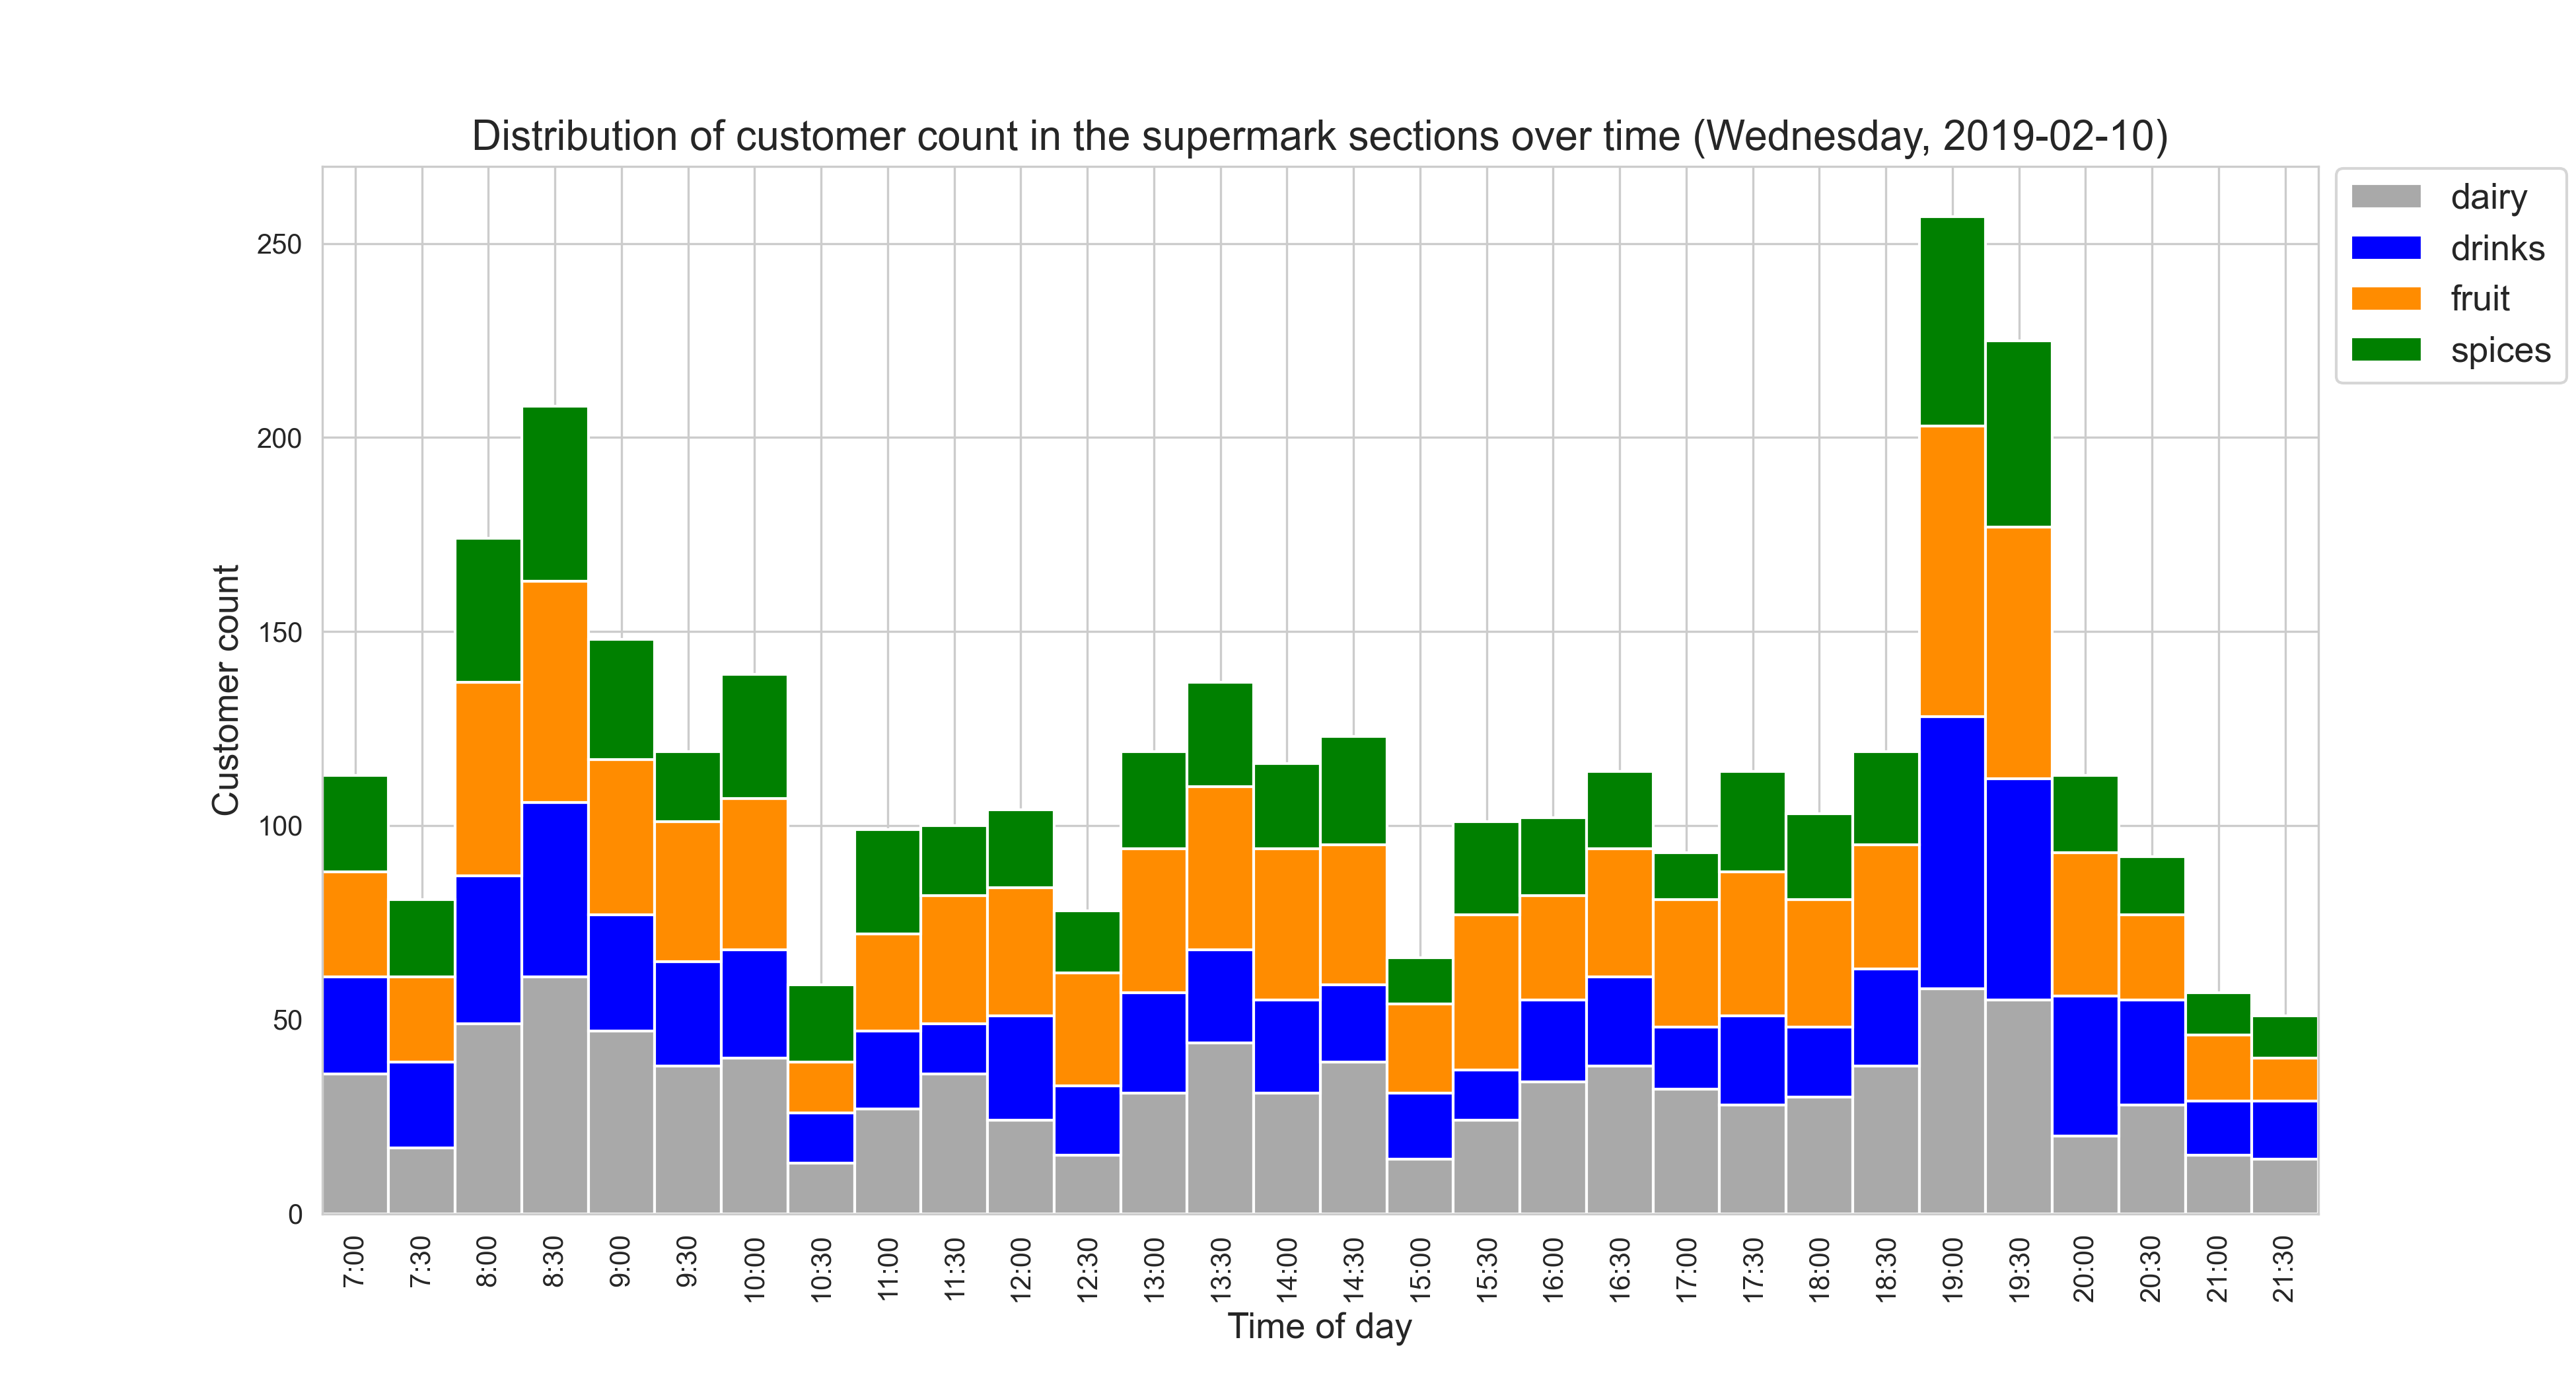 Distribution of customer count in the supermark sections over time (Wednesday, 2019-02-10)
dairy
drinks
fruit
spices
Customer count
250
200
150
100
50
0
7:00 7:30 8:00 8:30 9:00 9:30 10:00 10:30 11:00 11:30 12:00 12:30 13:00 13:30 14:00 14:30 15:00 15:30 16:00 16:30 17:00 17:30 18:00 18:30 19:00 19:30 20:00 20:30 21:00 21:30
Time of day